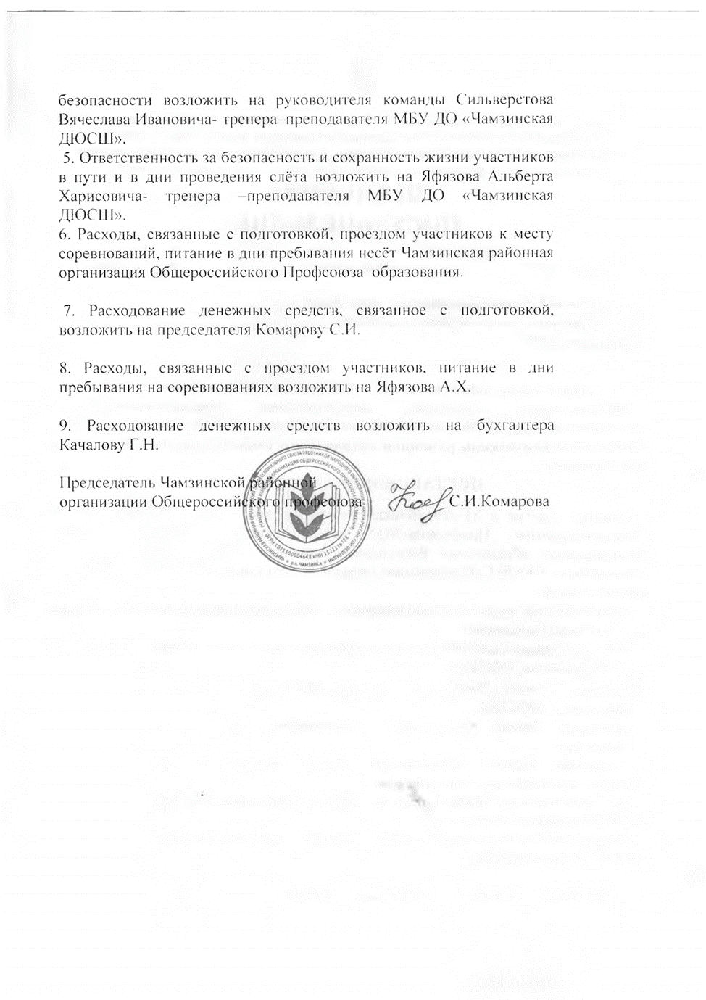 безопасности возложить на руководителя команды Сильверстова
Вячеслава Ивановича- тренера–преподавателя МБУ ДО «Чамзинская
ДЮСШ».
5. Ответственность за безопасность и сохранность жизни участников
в пути и в дни проведения слёта возложить на Яфязова Альберта
Харисовича- тренера –преподавателя МБУ ДО «Чамзинская
ДЮСШ».
6. Расходы, связанные с подготовкой, проездом участников к месту
соревнований, питание в дни пребывания несёт Чамзинская районная
организация Общероссийского Профсоюза образования.
7. Расходование денежных средств, связанное с подготовкой,
возложить на председателя Комарову С.И.
8. Расходы, связанные с проездом участников, питание в дни
пребывания на соревнованиях возложить на Яфязова А.Х.
9. Расходование денежных средств возложить на бухгалтера
Качалову Г.Н.
Председатель Чамзинской районной
организации Общероссийского профсоюза С.И.Комарова